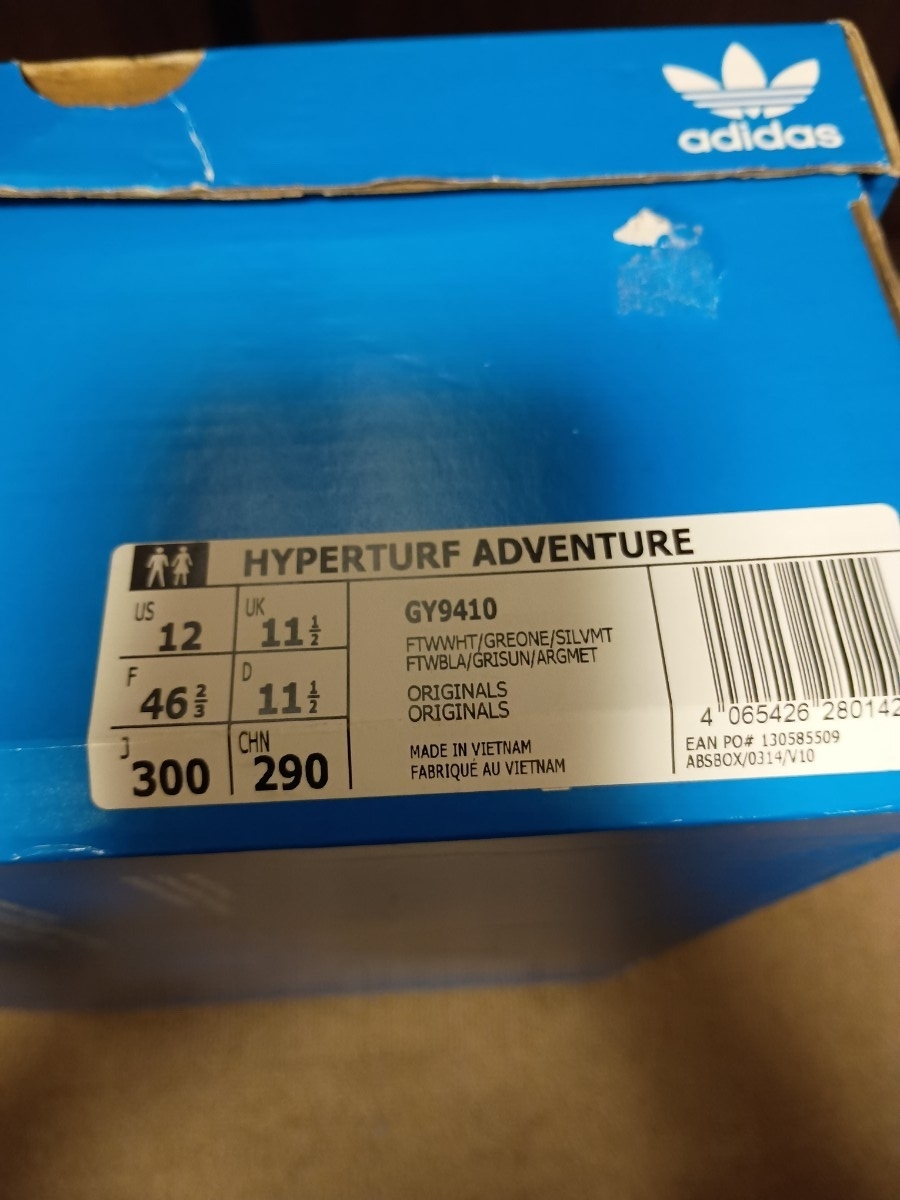 adidas
HYPERTURF ADVENTURE
US 12
UK 11 1/2
F 46 2/3
D 11 1/2
J 300
CHN 290
GY9410
FTWWHT/GREONE/SILVMT
FTWBLA/GRISUN/ARGMET
ORIGINALS
ORIGINALS
MADE IN VIETNAM
FABRIQUÉ AU VIETNAM
4 065426 280142
EAN PO# 130585509
ABSBOX/0314/V10